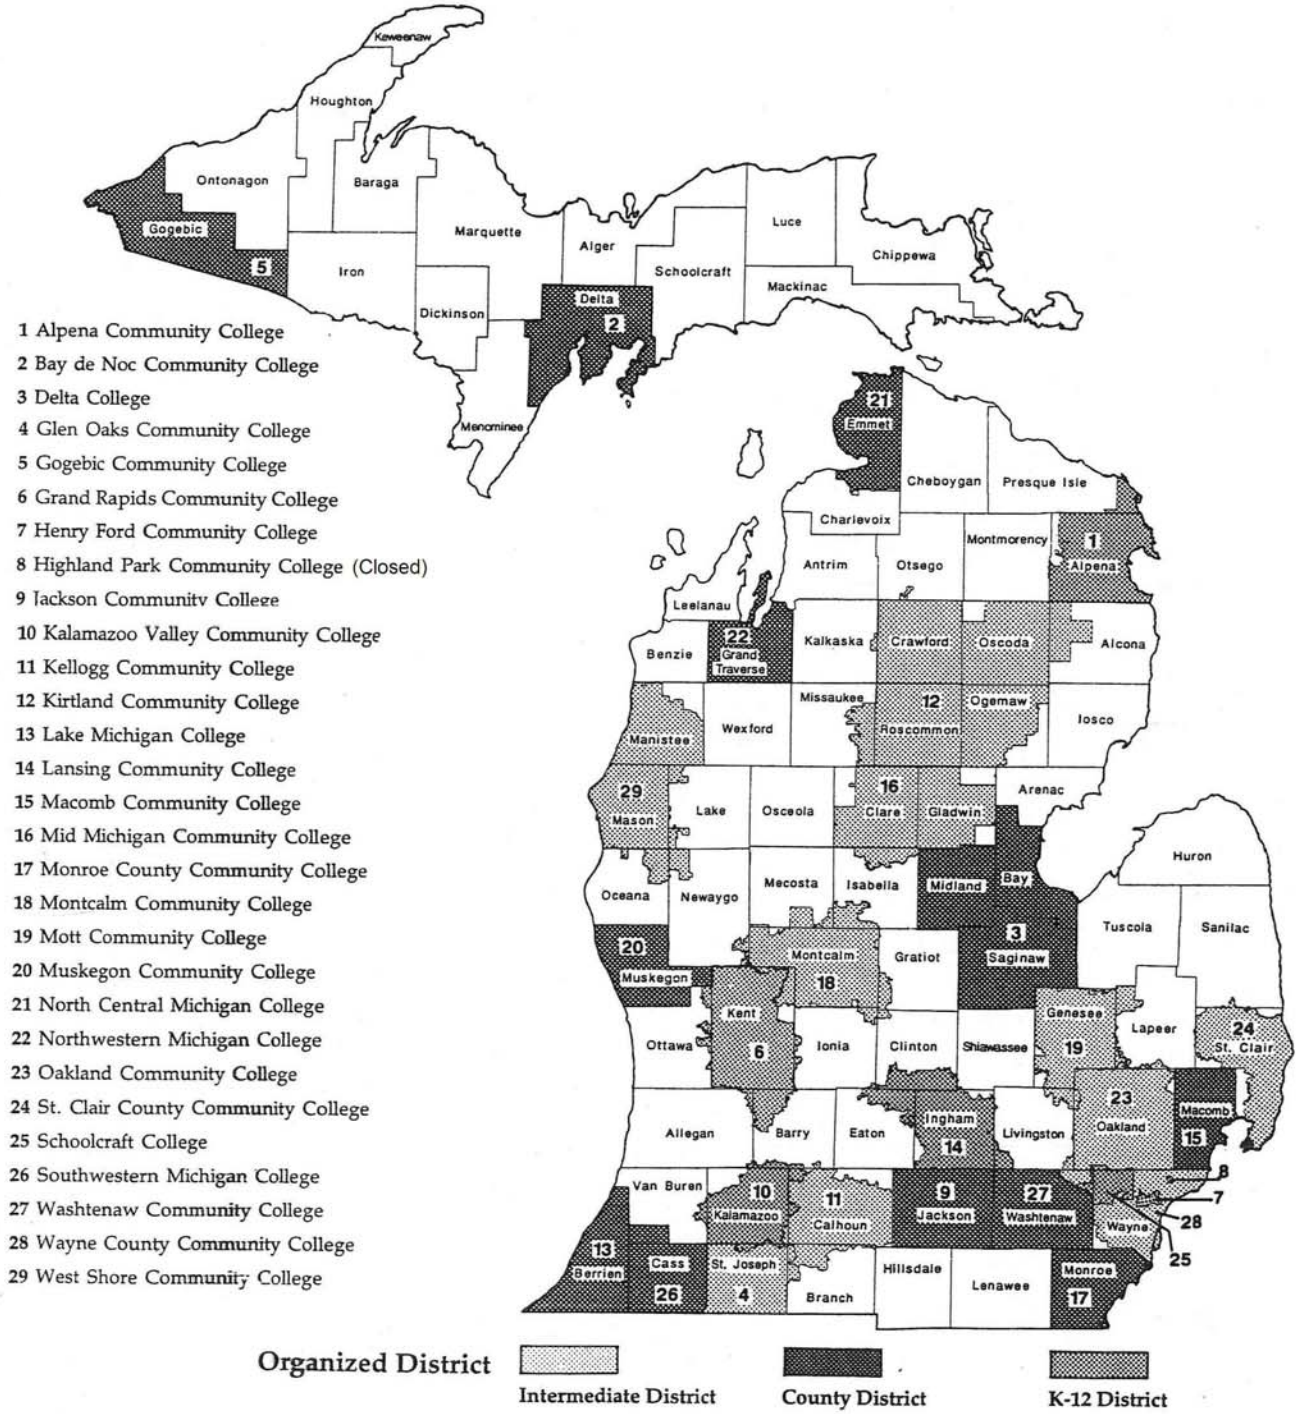 Keweenaw
Houghton
Ontonagon
Baraga
Gogebic
5
Iron
Marquette
Dickinson
Menominee
Alger
Delta
2
Schoolcraft
Luce
Mackinac
Chippewa
1 Alpena Community College
2 Bay de Noc Community College
3 Delta College
4 Glen Oaks Community College
5 Gogebic Community College
6 Grand Rapids Community College
7 Henry Ford Community College
8 Highland Park Community College (Closed)
9 Jackson Community College
10 Kalamazoo Valley Community College
11 Kellogg Community College
12 Kirtland Community College
13 Lake Michigan College
14 Lansing Community College
15 Macomb Community College
16 Mid Michigan Community College
17 Monroe County Community College
18 Montcalm Community College
19 Mott Community College
20 Muskegon Community College
21 North Central Michigan College
22 Northwestern Michigan College
23 Oakland Community College
24 St. Clair County Community College
25 Schoolcraft College
26 Southwestern Michigan College
27 Washtenaw Community College
28 Wayne County Community College
29 West Shore Community College
21
Emmet
Cheboygan
Presque Isle
Charlevoix
Antrim
Otsego
Montmorency
1
Alpena
Leelanau
Benzie
22
Grand
Traverse
Kalkaska
Crawford
Oscoda
Alcona
Manistee
Wexford
Missaukee
12
Roscommon
Ogemaw
Iosco
29
Mason
Lake
Osceola
16
Clare
Gladwin
Arenac
Oceana
Newaygo
Mecosta
Isabella
Midland
Bay
Huron
20
Muskegon
Montcalm
18
Gratiot
3
Saginaw
Tuscola
Sanilac
Ottawa
Kent
6
Ionia
Clinton
Shiawassee
Genesee
19
Lapeer
24
St. Clair
Allegan
Barry
Eaton
Ingham
14
Livingston
23
Oakland
Macomb
15
Van Buren
10
Kalamazoo
11
Calhoun
9
Jackson
27
Washtenaw
Wayne
8
7
28
25
13
Berrien
Cass
26
St. Joseph
4
Branch
Hillsdale
Lenawee
Monroe
17
Organized District
Intermediate District
County District
K-12 District